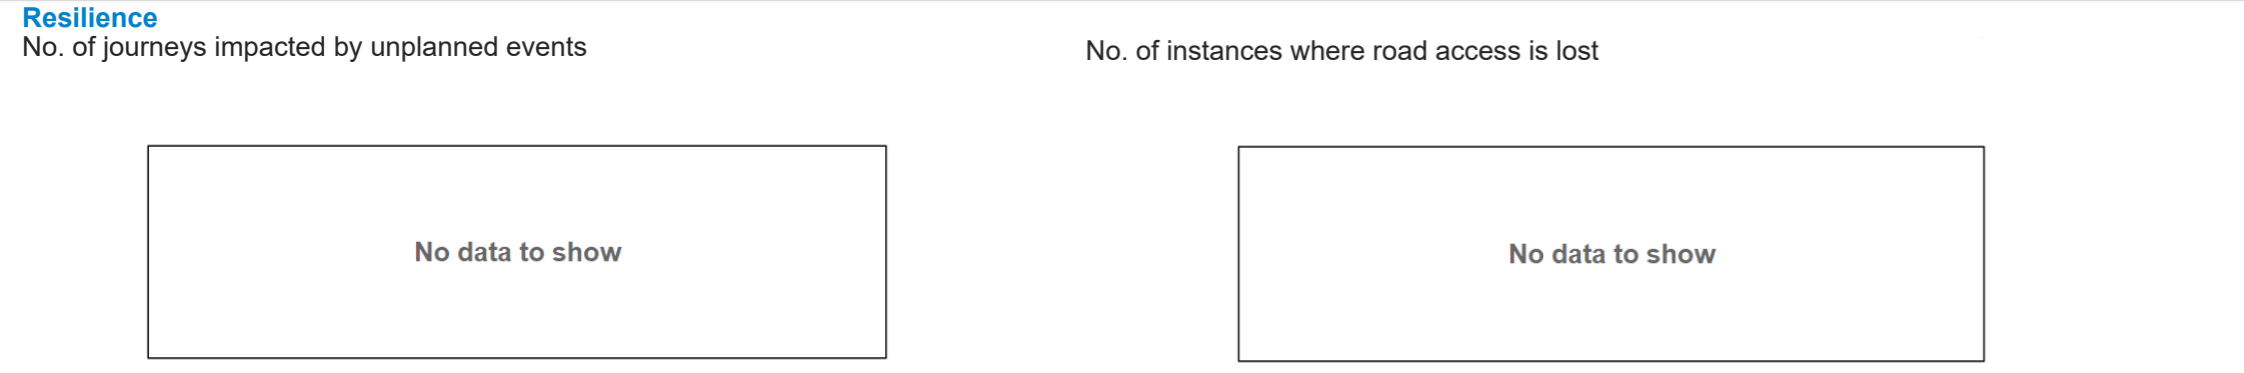 Resilience
No. of journeys impacted by unplanned events
No. of instances where road access is lost
No data to show
No data to show